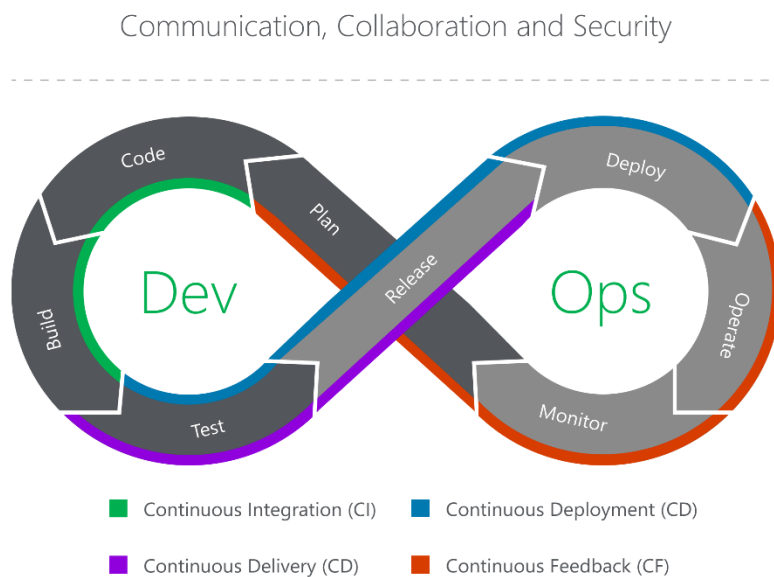 Communication, Collaboration and Security
Code
Plan
Build
Test
Dev
Release
Deploy
Operate
Monitor
Ops
Continuous Integration (CI)
Continuous Deployment (CD)
Continuous Delivery (CD)
Continuous Feedback (CF)